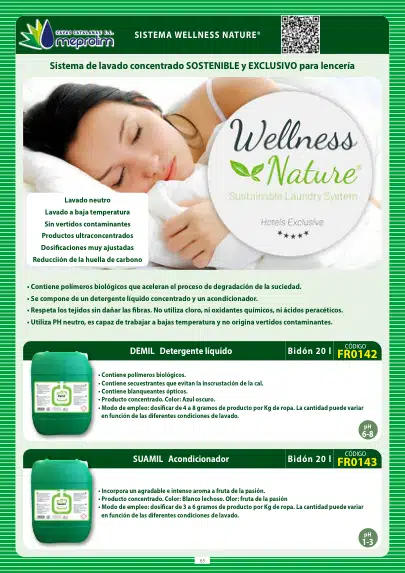 CAPAS CATALANAS S.L.
meprolim
SISTEMA WELLNESS NATURE®
Sistema de lavado concentrado SOSTENIBLE y EXCLUSIVO para lencería
Wellness
Nature®
Sustainable Laundry System
Hotels Exclusive
Lavado neutro
Lavado a baja temperatura
Sin vertidos contaminantes
Productos ultraconcentrados
Dosificaciones muy ajustadas
Reduccción de la huella de carbono
• Contiene polímeros biológicos que aceleran el proceso de degradación de la suciedad.
• Se compone de un detergente líquido concentrado y un acondicionador.
• Respeta los tejidos sin dañar las fibras. No utiliza cloro, ni oxidantes químicos, ni ácidos peracéticos.
• Utiliza PH neutro, es capaz de trabajar a bajas temperatura y no origina vertidos contaminantes.
DEMIL Detergente líquido
Bidón 20 l
CÓDIGO
FR0142
• Contiene polímeros biológicos.
• Contiene secuestrantes que evitan la inscrustación de la cal.
• Contiene blanqueantes ópticos.
• Producto concentrado. Color: Azul oscuro.
• Modo de empleo: dosificar de 4 a 8 gramos de producto por Kg de ropa. La cantidad puede variar
en función de las diferentes condiciones de lavado.
pH
6-8
SUAMIL Acondicionador
Bidón 20 l
CÓDIGO
FR0143
• Incorpora un agradable e intenso aroma a fruta de la pasión.
• Producto concentrado. Color: Blanco lechoso. Olor: fruta de la pasión
• Modo de empleo: dosificar de 3 a 6 gramos de producto por Kg de ropa. La cantidad puede variar
en función de las diferentes condiciones de lavado.
pH
1-3